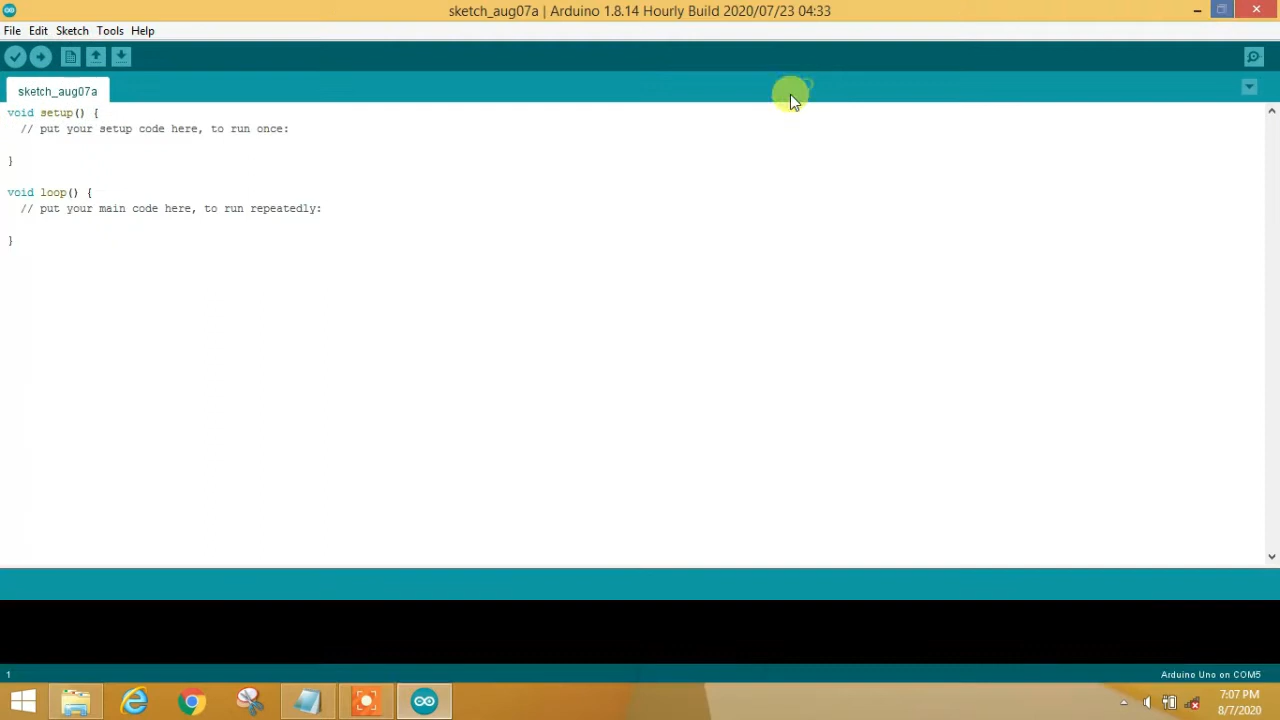 sketch_aug07a | Arduino 1.8.14 Hourly Build 2020/07/23 04:33
File Edit Sketch Tools Help
sketch_aug07a
void setup() {
  // put your setup code here, to run once:
}
void loop() {
  // put your main code here, to run repeatedly:
}
1
Arduino Uno on COM5
7:07 PM
8/7/2020